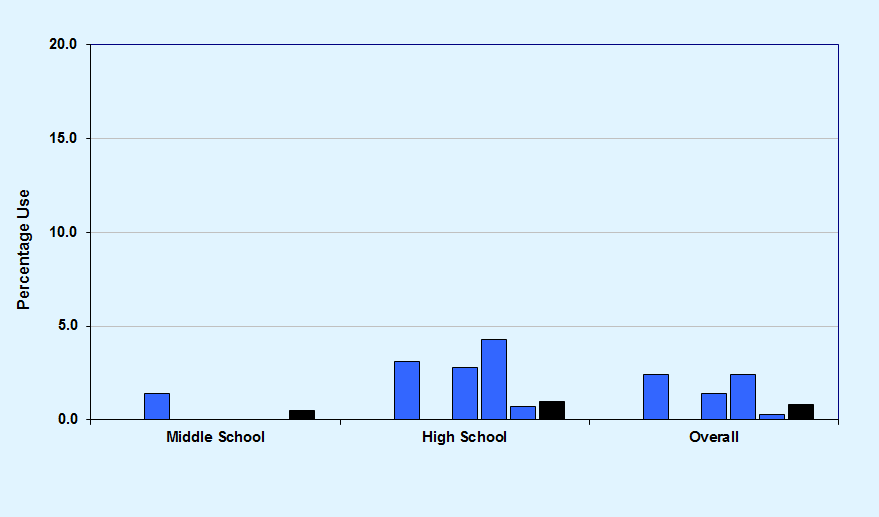 20.0
15.0
10.0
5.0
0.0
Percentage Use
Middle School
High School
Overall